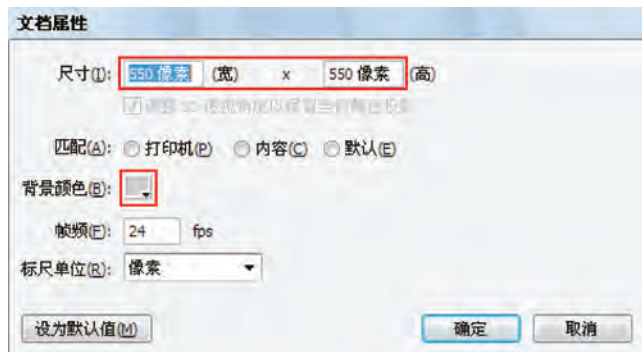 文档属性
尺寸(I): 550 像素 (宽) x 550 像素 (高)
匹配(A): 打印机(P) 内容(C) 默认(E)
背景颜色(B):
帧频(F): 24 fps
标尺单位(R): 像素
设为默认值(M) 确定 取消